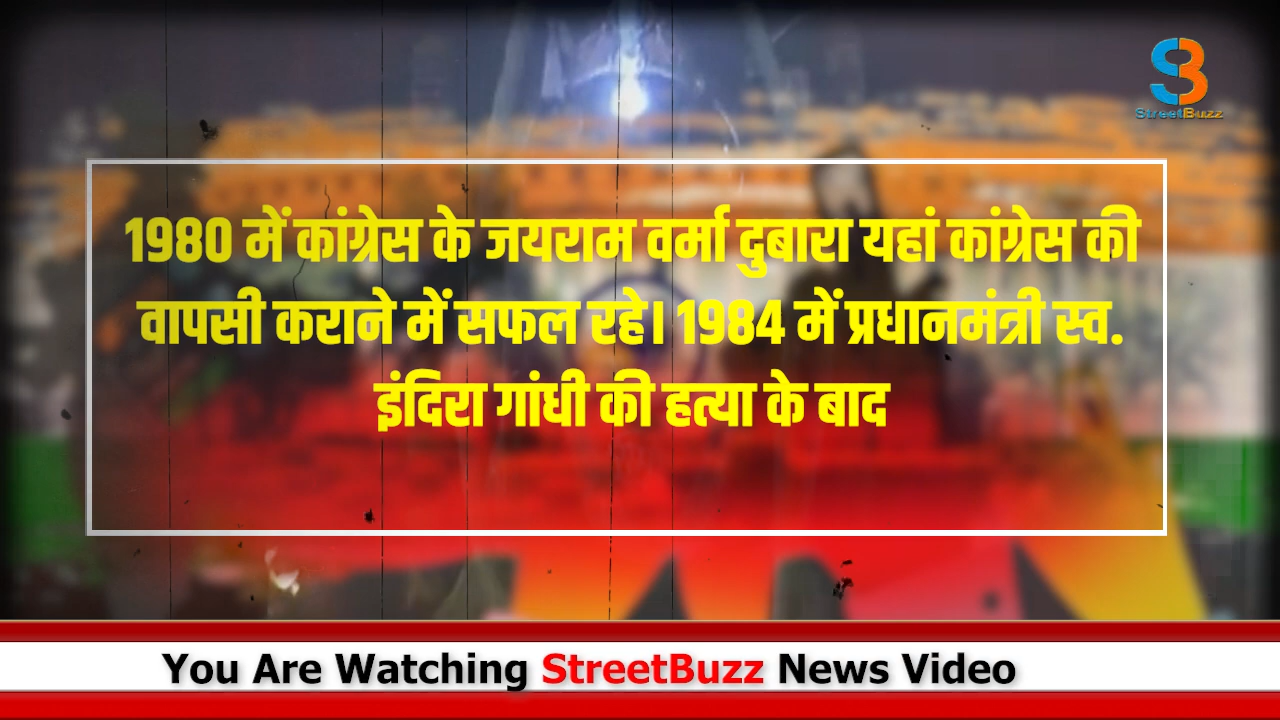 StreetBuzz
1980 में कांग्रेस के जयराम वर्मा दुबारा यहां कांग्रेस की
वापसी कराने में सफल रहे। 1984 में प्रधानमंत्री स्व.
इंदिरा गांधी की हत्या के बाद
You Are Watching StreetBuzz News Video